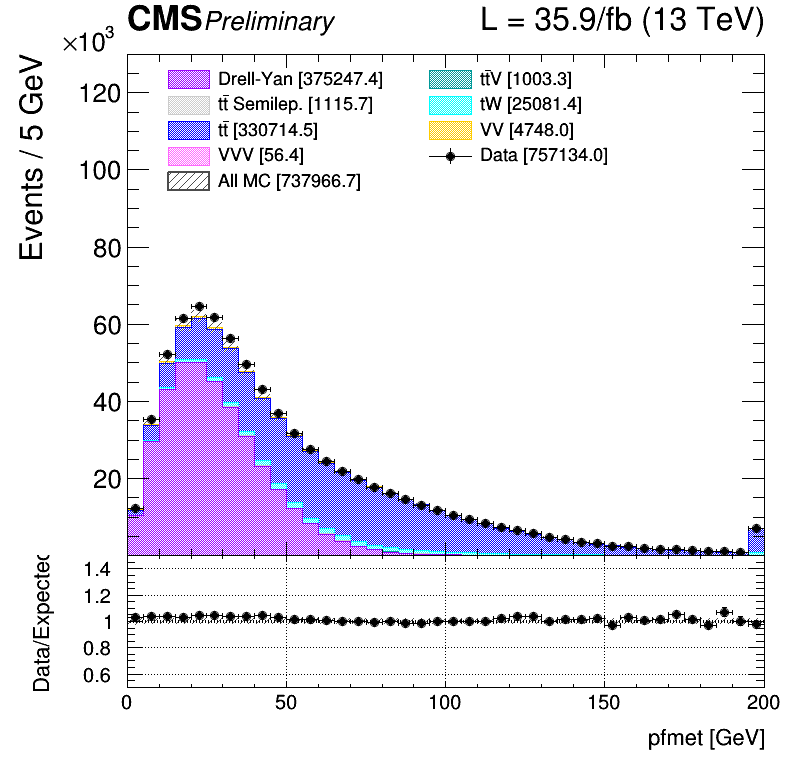 CMS Preliminary L = 35.9/fb (13 TeV)
×10³
Events / 5 GeV
120
100
80
60
40
20
Drell-Yan [375247.4]
tt̄ Semilep. [1115.7]
tt̄ [330714.5]
VVV [56.4]
All MC [737966.7]
tt̄V [1003.3]
tW [25081.4]
VV [4748.0]
Data [757134.0]
Data/Expected
1.4
1.2
1
0.8
0.6
0 50 100 150 200
pfmet [GeV]